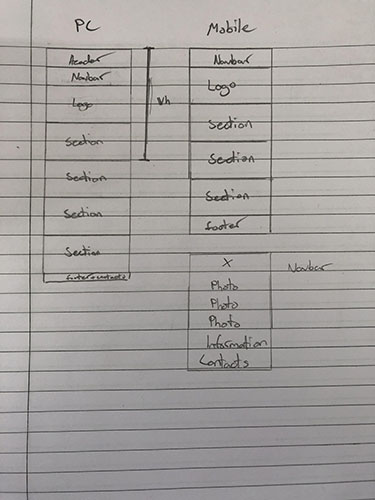 PC
Header
Navbar
Logo
Section
Section
Section
Section
footer+contacts
Vh
Mobile
Navbar
Logo
Section
Section
Section
footer
X
Navbar
Photo
Photo
Photo
Information
Contacts